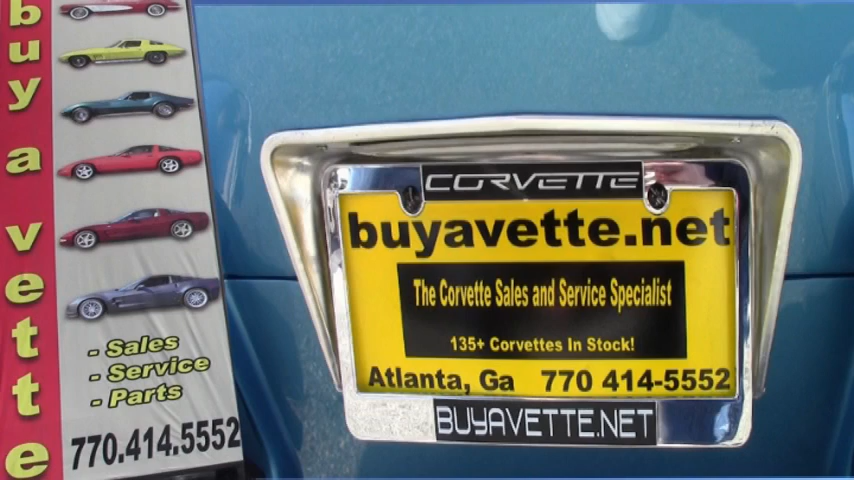 buy a vette
- Sales
- Service
- Parts
770.414.5552
CORVETTE
buyavette.net
The Corvette Sales and Service Specialist
135+ Corvettes In Stock!
Atlanta, Ga 770 414-5552
BUYAVETTE.NET